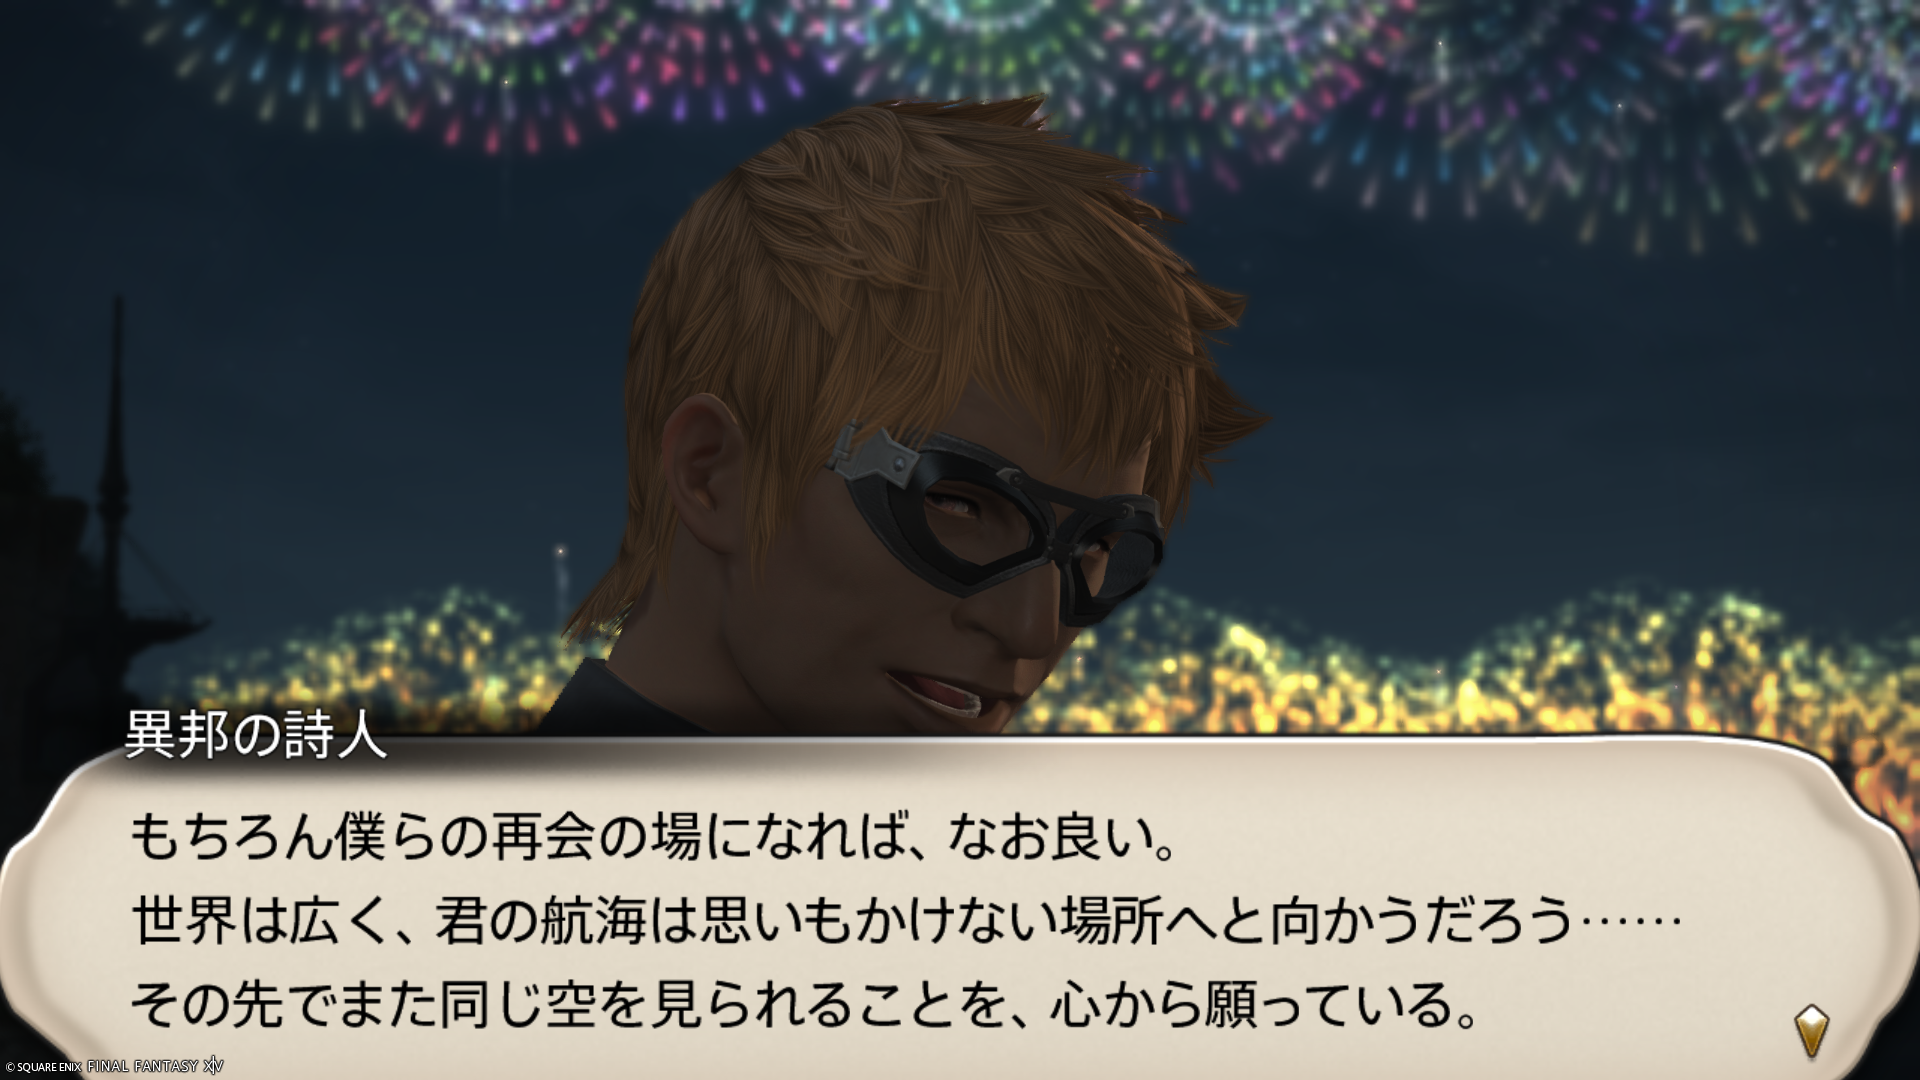 異邦の詩人
もちろん僕らの再会の場になれば、なお良い。
世界は広く、君の航海は思いもかけない場所へと向かうだろう……
その先でまた同じ空を見られることを、心から願っている。
© SQUARE ENIX FINAL FANTASY XIV